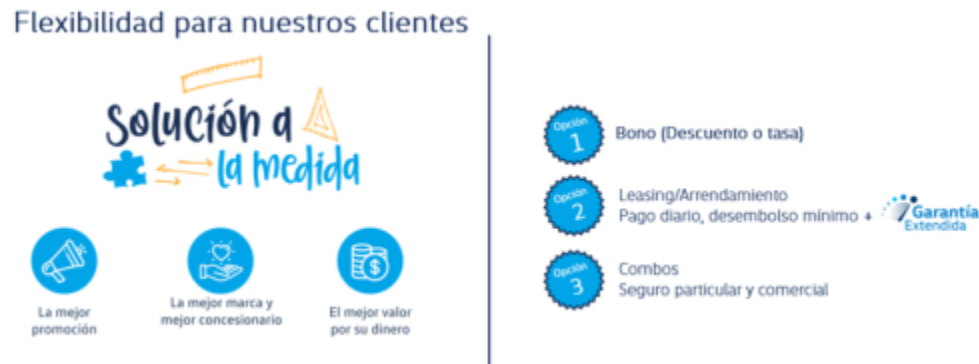 Flexibilidad para nuestros clientes
Solución a
la medida
La mejor
promoción
La mejor marca y
mejor concesionario
El mejor valor
por su dinero
Opción
1
Bono (Descuento o tasa)
Opción
2
Leasing/Arrendamiento
Pago diario, desembolso mínimo +
Garantía
Extendida
Opción
3
Combos
Seguro particular y comercial